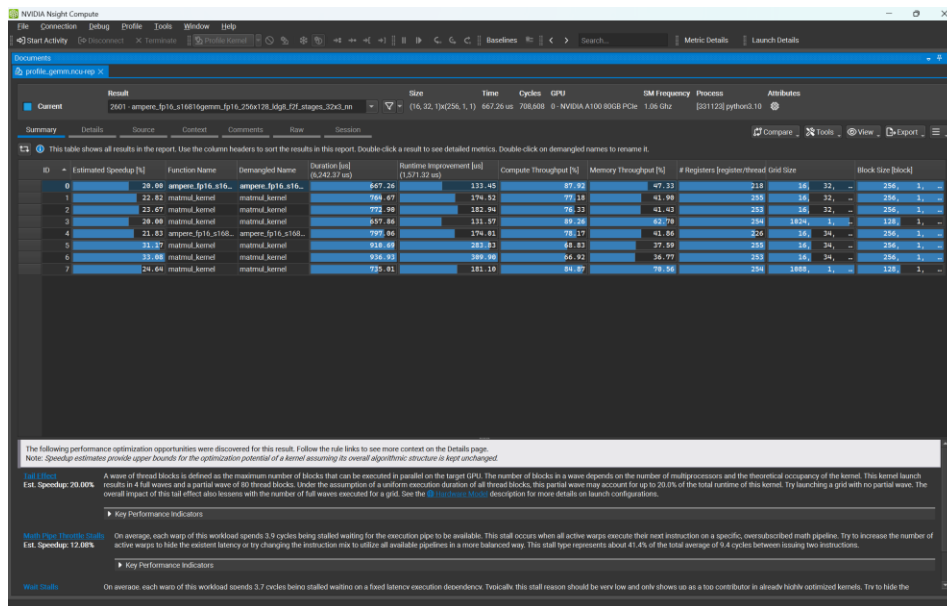 NVIDIA Nsight Compute
File Connection Debug Profile Tools Window Help
Start Activity Disconnect Terminate Profile Kernel Baselines Search... Metric Details Launch Details
Documents
profile_gemm.ncu-rep
Result Size Time Cycles GPU SM Frequency Process Attributes
Current 2601 - ampere_fp16_s16816gemm_fp16_256x128_ldg8_f2f_stages_32x3_nn (16, 32, 1)x(256, 1, 1) 667.26 us 708,608 0 - NVIDIA A100 80GB PCIe 1.06 Ghz [331123] python3.10
Summary Details Source Context Comments Raw Session Compare Tools View Export
This table shows all results in the report. Use the column headers to sort the results in this report. Double-click a result to see detailed metrics. Double-click on demangled names to rename it.
ID Estimated Speedup [%] Function Name Demangled Name Duration [us] (6,242.37 us) Runtime Improvement [us] (1,571.32 us) Compute Throughput [%] Memory Throughput [%] # Registers [register/thread] Grid Size Block Size [block]
0 20.00 ampere_fp16_s16... ampere_fp16_s16... 667.26 133.45 87.92 47.33 218 16, 32, ... 256, 1, ...
1 22.82 matmul_kernel matmul_kernel 764.67 174.52 77.18 41.90 255 16, 32, ... 256, 1, ...
2 23.67 matmul_kernel matmul_kernel 772.90 182.94 76.33 41.43 253 16, 32, ... 256, 1, ...
3 20.00 matmul_kernel matmul_kernel 657.86 131.57 89.26 62.70 254 1024, 1, ... 128, 1, ...
4 21.83 ampere_fp16_s168... ampere_fp16_s168... 797.06 174.01 78.17 41.86 226 16, 34, ... 256, 1, ...
5 31.17 matmul_kernel matmul_kernel 910.69 283.83 68.83 37.59 255 16, 34, ... 256, 1, ...
6 33.08 matmul_kernel matmul_kernel 936.93 309.90 66.92 36.77 253 16, 34, ... 256, 1, ...
7 24.64 matmul_kernel matmul_kernel 735.01 181.10 84.87 70.56 254 1088, 1, ... 128, 1, ...
The following performance optimization opportunities were discovered for this result. Follow the rule links to see more context on the Details page.
Note: Speedup estimates provide upper bounds for the optimization potential of a kernel assuming its overall algorithmic structure is kept unchanged.
Tail Effect A wave of thread blocks is defined as the maximum number of blocks that can be executed in parallel on the target GPU. The number of blocks in a wave depends on the number of multiprocessors and the theoretical occupancy of the kernel. This kernel launch
Est. Speedup: 20.00% results in 4 full waves and a partial wave of 80 thread blocks. Under the assumption of a uniform execution duration of all thread blocks, this partial wave may account for up to 20.0% of the total runtime of this kernel. Try launching a grid with no partial wave. The
overall impact of this tail effect also lessens with the number of full waves executed for a grid. See the Hardware Model description for more details on launch configurations.
Key Performance Indicators
Math Pipe Throttle Stalls On average, each warp of this workload spends 3.9 cycles being stalled waiting for the execution pipe to be available. This stall occurs when all active warps execute their next instruction on a specific, oversubscribed math pipeline. Try to increase the number of
Est. Speedup: 12.08% active warps to hide the existent latency or try changing the instruction mix to utilize all available pipelines in a more balanced way. This stall type represents about 41.4% of the total average of 9.4 cycles between issuing two instructions.
Key Performance Indicators
Wait Stalls On average, each warp of this workload spends 3.7 cycles being stalled waiting on a fixed latency execution dependency. Typically, this stall reason should be very low and only shows up as a top contributor in already highly optimized kernels. Try to hide the